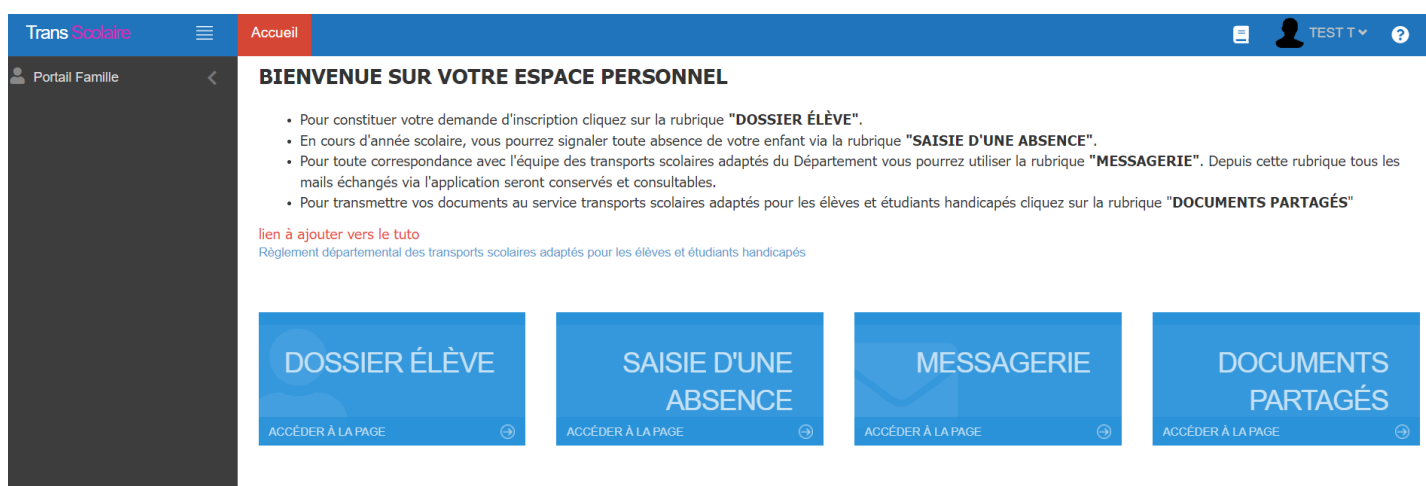 Trans Scolaire
Accueil
TEST T
Portail Famille
BIENVENUE SUR VOTRE ESPACE PERSONNEL
• Pour constituer votre demande d'inscription cliquez sur la rubrique "DOSSIER ÉLÈVE".
• En cours d'année scolaire, vous pourrez signaler toute absence de votre enfant via la rubrique "SAISIE D'UNE ABSENCE".
• Pour toute correspondance avec l'équipe des transports scolaires adaptés du Département vous pourrez utiliser la rubrique "MESSAGERIE". Depuis cette rubrique tous les
mails échangés via l'application seront conservés et consultables.
• Pour transmettre vos documents au service transports scolaires adaptés pour les élèves et étudiants handicapés cliquez sur la rubrique "DOCUMENTS PARTAGÉS"
lien à ajouter vers le tuto
Règlement départemental des transports scolaires adaptés pour les élèves et étudiants handicapés
DOSSIER ÉLÈVE
ACCÉDER À LA PAGE
SAISIE D'UNE
ABSENCE
ACCÉDER À LA PAGE
MESSAGERIE
ACCÉDER À LA PAGE
DOCUMENTS
PARTAGÉS
ACCÉDER À LA PAGE